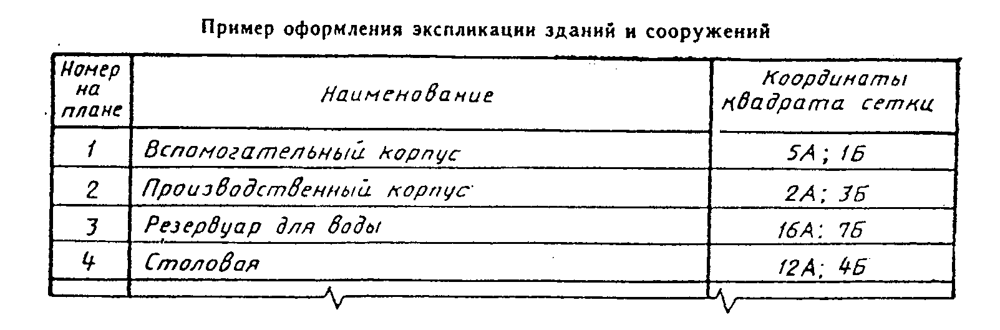 Пример оформления экспликации зданий и сооружений
Номер
на
плане
Наименование
Координаты
квадрата сетки
1 Вспомогательный корпус 5А; 1Б
2 Производственный корпус 2А; 3Б
3 Резервуар для воды 16А; 7Б
4 Столовая 12А; 4Б